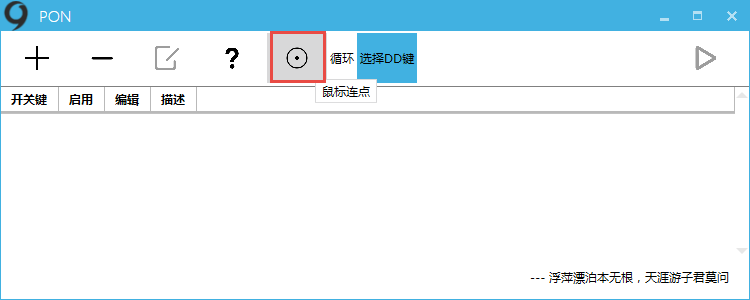 PON
? 循环 选择DD键
鼠标连点
开关键 启用 编辑 描述
--- 浮萍漂泊本无根，天涯游子君莫问